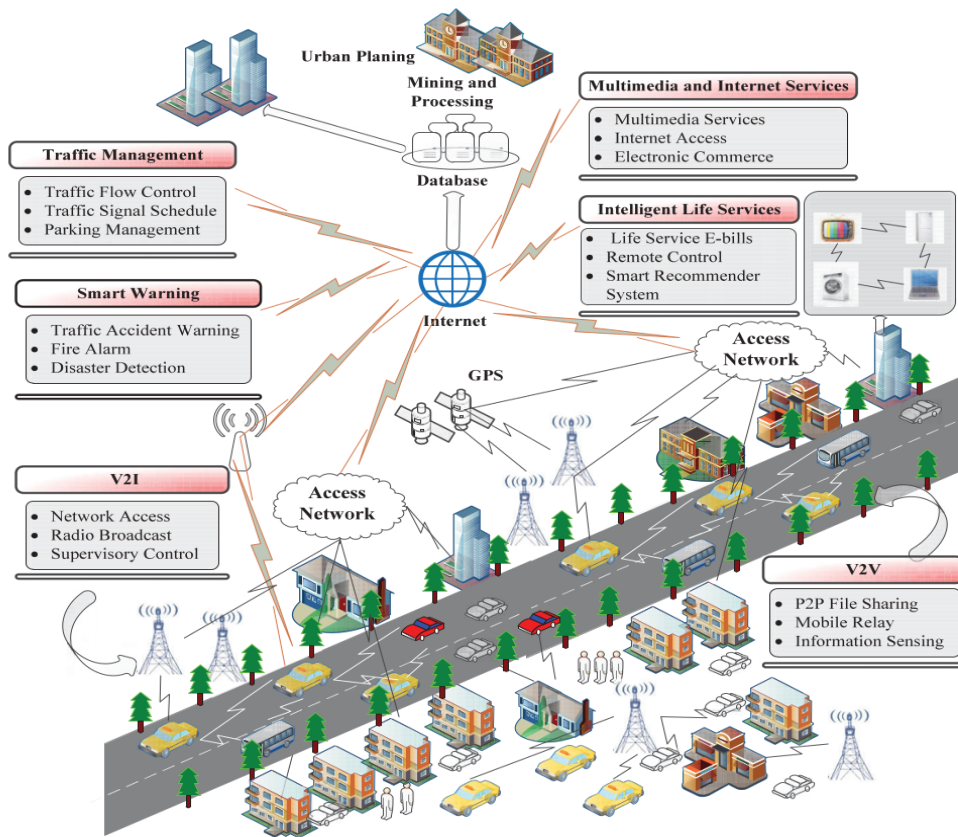 Urban Planing
Mining and
Processing
Database
Multimedia and Internet Services
• Multimedia Services
• Internet Access
• Electronic Commerce
Traffic Management
• Traffic Flow Control
• Traffic Signal Schedule
• Parking Management
Intelligent Life Services
• Life Service E-bills
• Remote Control
• Smart Recommender
System
Smart Warning
• Traffic Accident Warning
• Fire Alarm
• Disaster Detection
Internet
Access
Network
GPS
V2I
• Network Access
• Radio Broadcast
• Supervisory Control
Access
Network
V2V
• P2P File Sharing
• Mobile Relay
• Information Sensing